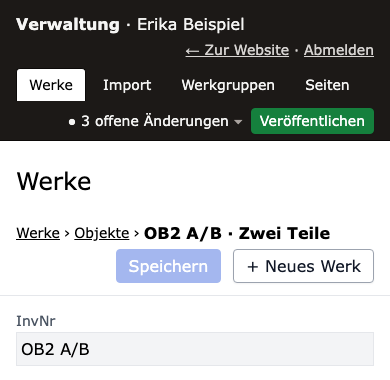 Verwaltung · Erika Beispiel
← Zur Website · Abmelden
Werke Import Werkgruppen Seiten
● 3 offene Änderungen ▾ Veröffentlichen
Werke
Werke › Objekte › OB2 A/B · Zwei Teile
Speichern + Neues Werk
InvNr
OB2 A/B